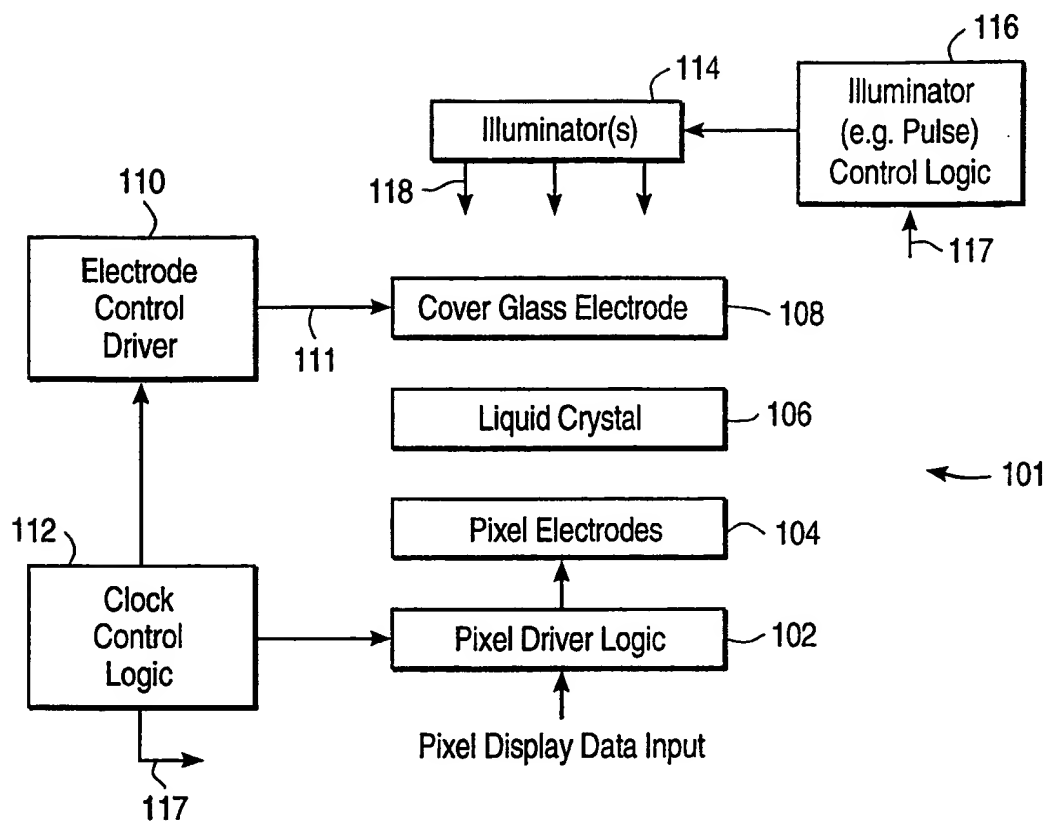 116
114
Illuminator(s)
Illuminator
(e.g. Pulse)
Control Logic
118
117
110
Electrode
Control
Driver
111
Cover Glass Electrode
108
Liquid Crystal
106
101
112
Clock
Control
Logic
Pixel Electrodes
104
Pixel Driver Logic
102
Pixel Display Data Input
117